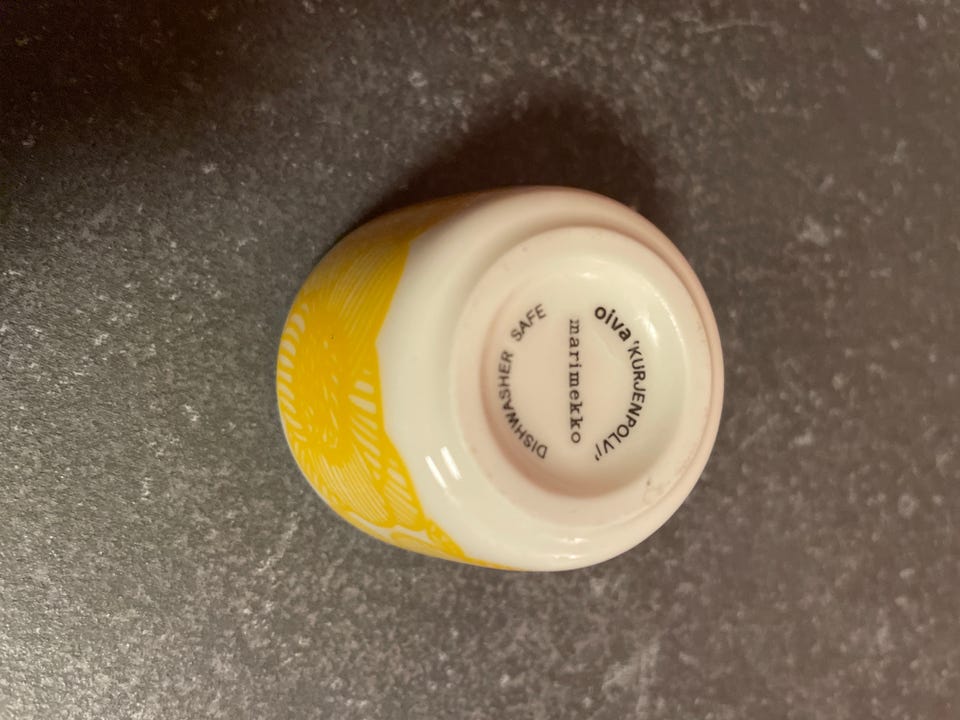 oiva 'KURJENPOLVI'
marimekko
DISHWASHER SAFE